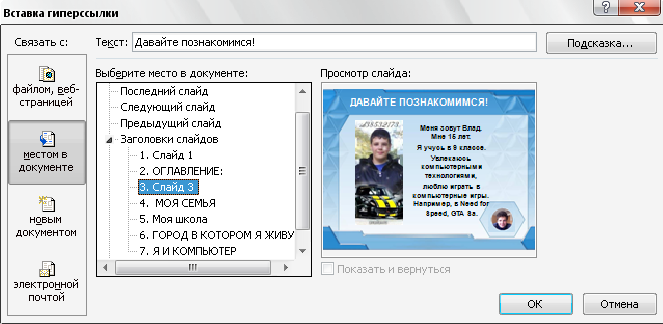 Вставка гиперссылки
Связать с:
Текст:
Давайте познакомимся!
Подсказка...
файлом, веб-
страницей
местом в
документе
новым
документом
электронной
почтой
Выберите место в документе:
Последний слайд
Следующий слайд
Предыдущий слайд
Заголовки слайдов
1. Слайд 1
2. ОГЛАВЛЕНИЕ:
3. Слайд 3
4. МОЯ СЕМЬЯ
5. Моя школа
6. ГОРОД В КОТОРОМ Я ЖИВУ
7. Я И КОМПЬЮТЕР
Просмотр слайда:
ДАВАЙТЕ ПОЗНАКОМИМСЯ!
Меня зовут Влад.
Мне 15 лет.
Я учусь в 9 классе.
Увлекаюсь
компьютерными
технологиями,
люблю играть в
компьютерные игры.
Например, в Need for
Speed, GTA Sa.
Показать и вернуться
ОК
Отмена